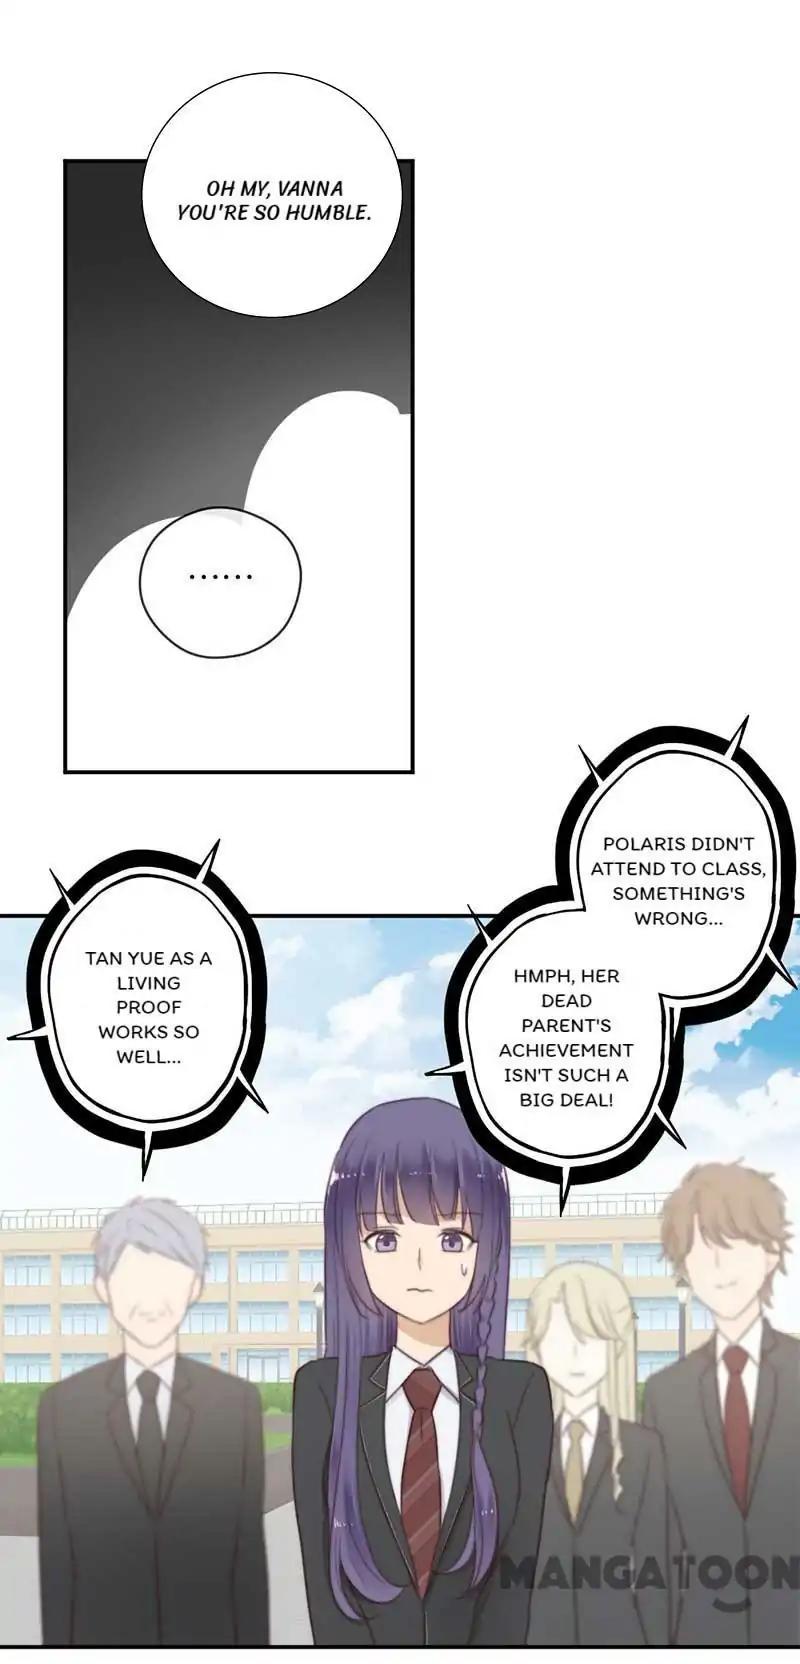 OH MY, VANNA
YOU'RE SO HUMBLE.
......
POLARIS DIDN'T
ATTEND TO CLASS,
SOMETHING'S
WRONG...
TAN YUE AS A
LIVING
PROOF
WORKS SO
WELL...
HMPH, HER
DEAD
PARENT'S
ACHIEVEMENT
ISN'T SUCH A
BIG DEAL!
MANGATOON